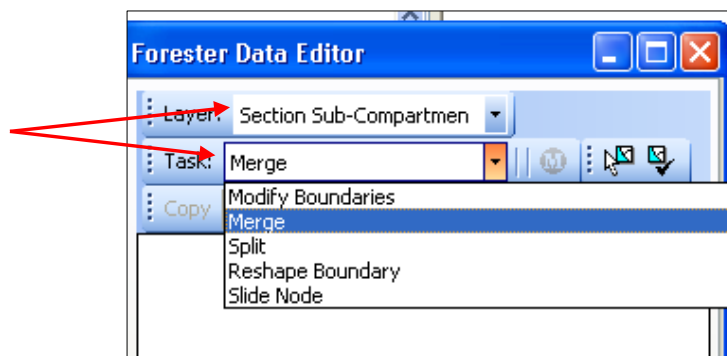 Forester Data Editor
Layer: Section Sub-Compartmen
Task: Merge
Copy
Modify Boundaries
Merge
Split
Reshape Boundary
Slide Node